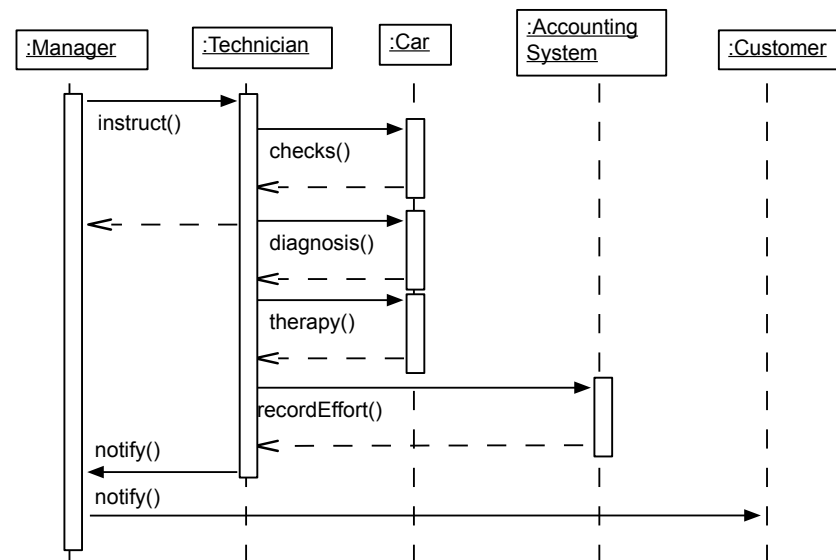 :Manager
:Technician
:Car
:Accounting
System
:Customer
instruct()
checks()
diagnosis()
therapy()
recordEffort()
notify()
notify()